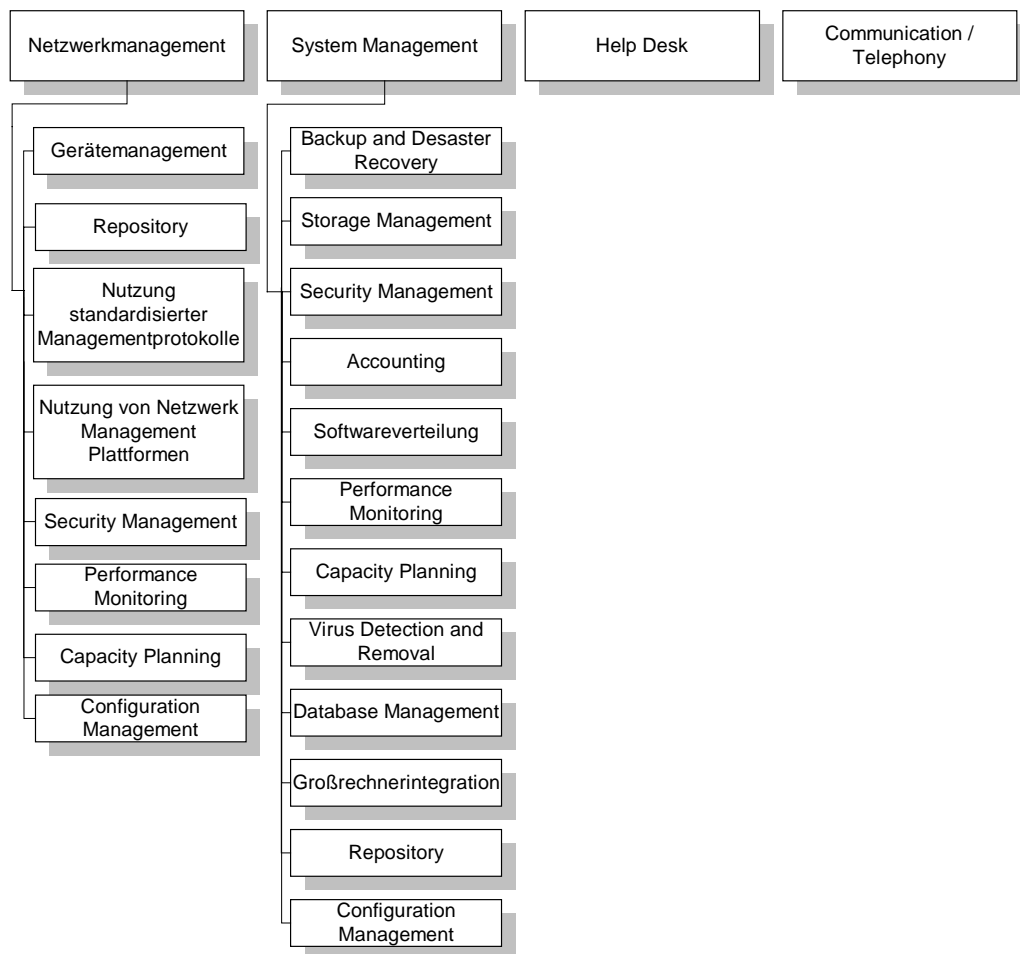 Netzwerkmanagement
System Management
Help Desk
Communication /
Telephony
Gerätemanagement
Repository
Nutzung
standardisierter
Managementprotokolle
Nutzung von Netzwerk
Management
Plattformen
Security Management
Performance
Monitoring
Capacity Planning
Configuration
Management
Backup and Desaster
Recovery
Storage Management
Security Management
Accounting
Softwareverteilung
Performance
Monitoring
Capacity Planning
Virus Detection and
Removal
Database Management
Großrechnerintegration
Repository
Configuration
Management